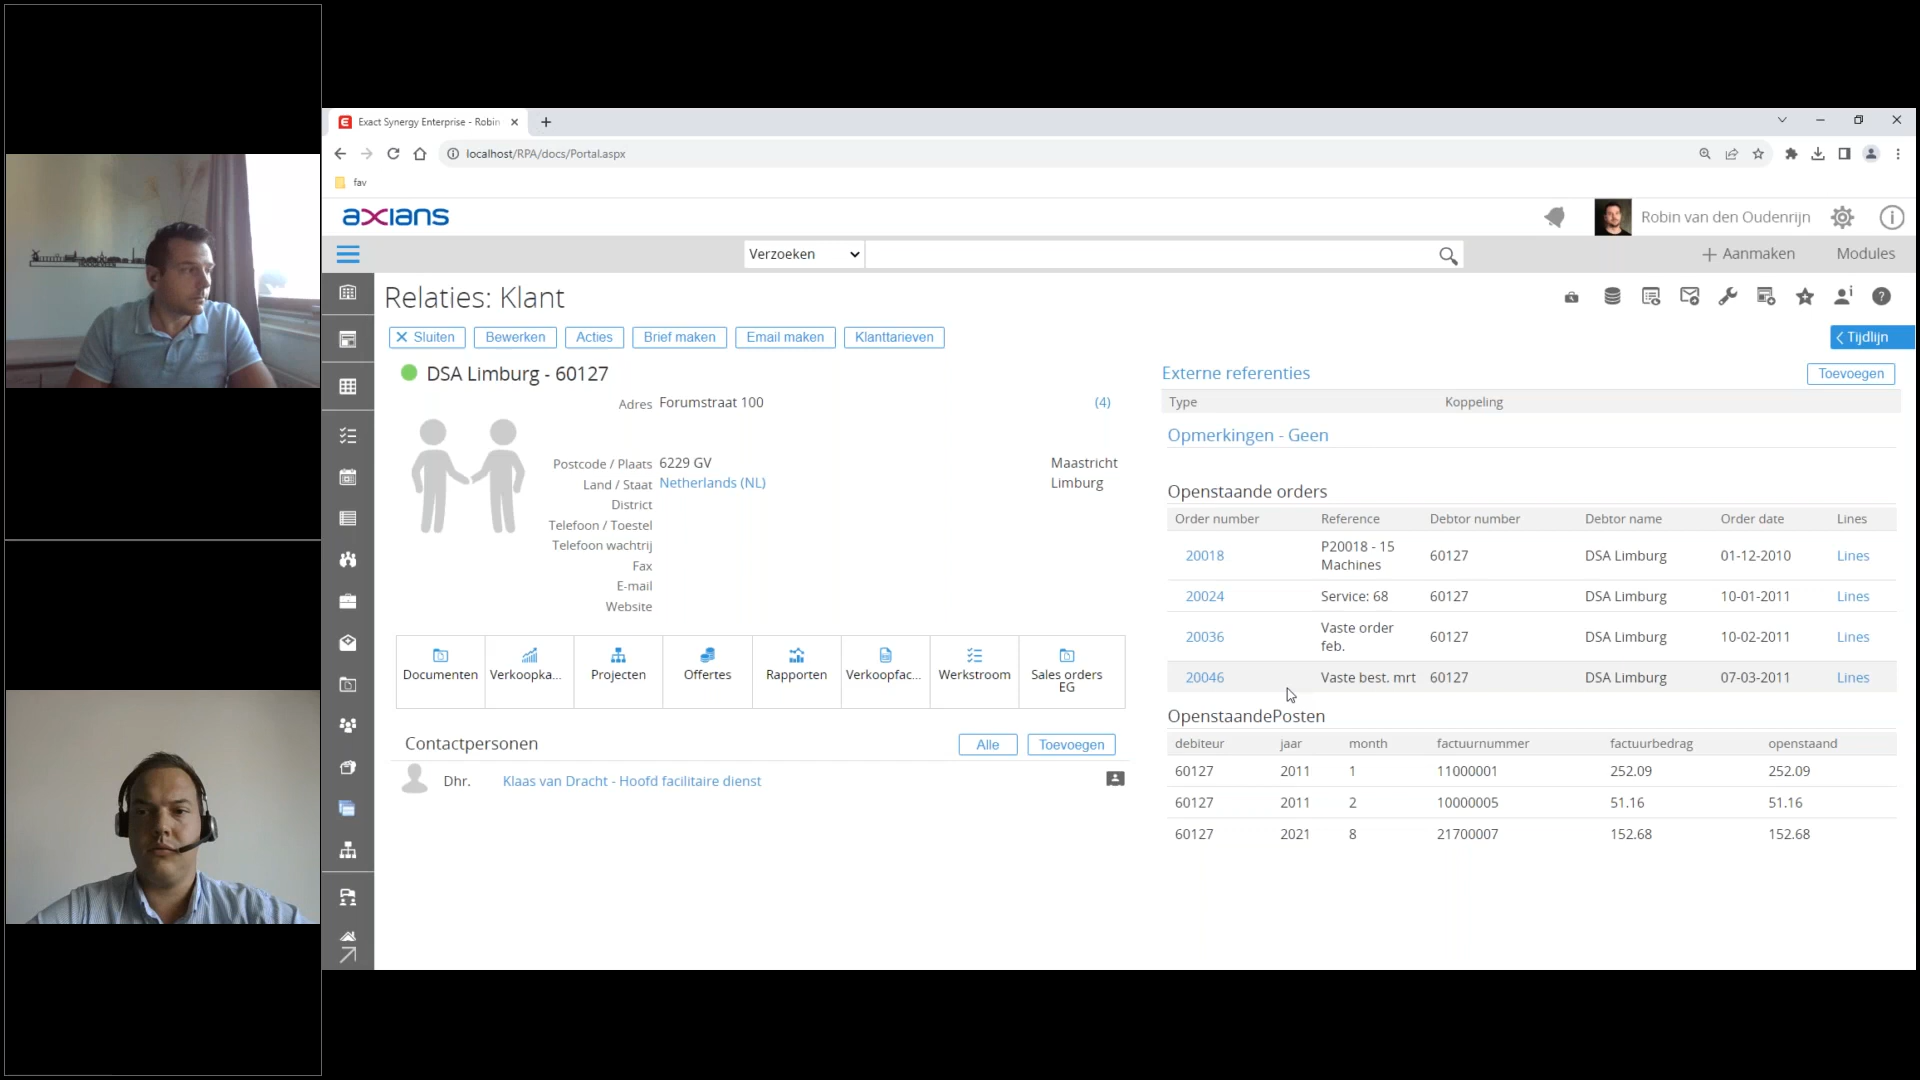 Exact Synergy Enterprise - Robin
localhost/RPA/docs/Portal.aspx
fav
axians
Robin van den Oudenrijn
Verzoeken
Aanmaken
Modules
Relaties: Klant
Sluiten
Bewerken
Acties
Brief maken
Email maken
Klanttarieven
Tijdlijn
DSA Limburg - 60127
Adres Forumstraat 100 (4)
Postcode / Plaats 6229 GV Maastricht
Land / Staat Netherlands (NL) Limburg
District
Telefoon / Toestel
Telefoon wachtrij
Fax
E-mail
Website
Documenten
Verkoopka...
Projecten
Offertes
Rapporten
Verkoopfac...
Werkstroom
Sales orders
EG
Contactpersonen
Alle
Toevoegen
Dhr. Klaas van Dracht - Hoofd facilitaire dienst
Externe referenties
Toevoegen
Type Koppeling
Opmerkingen - Geen
Openstaande orders
Order number Reference Debtor number Debtor name Order date Lines
20018 P20018 - 15 Machines 60127 DSA Limburg 01-12-2010 Lines
20024 Service: 68 60127 DSA Limburg 10-01-2011 Lines
20036 Vaste order feb. 60127 DSA Limburg 10-02-2011 Lines
20046 Vaste best. mrt 60127 DSA Limburg 07-03-2011 Lines
OpenstaandePosten
debiteur jaar month factuurnummer factuurbedrag openstaand
60127 2011 1 11000001 252.09 252.09
60127 2011 2 10000005 51.16 51.16
60127 2021 8 21700007 152.68 152.68